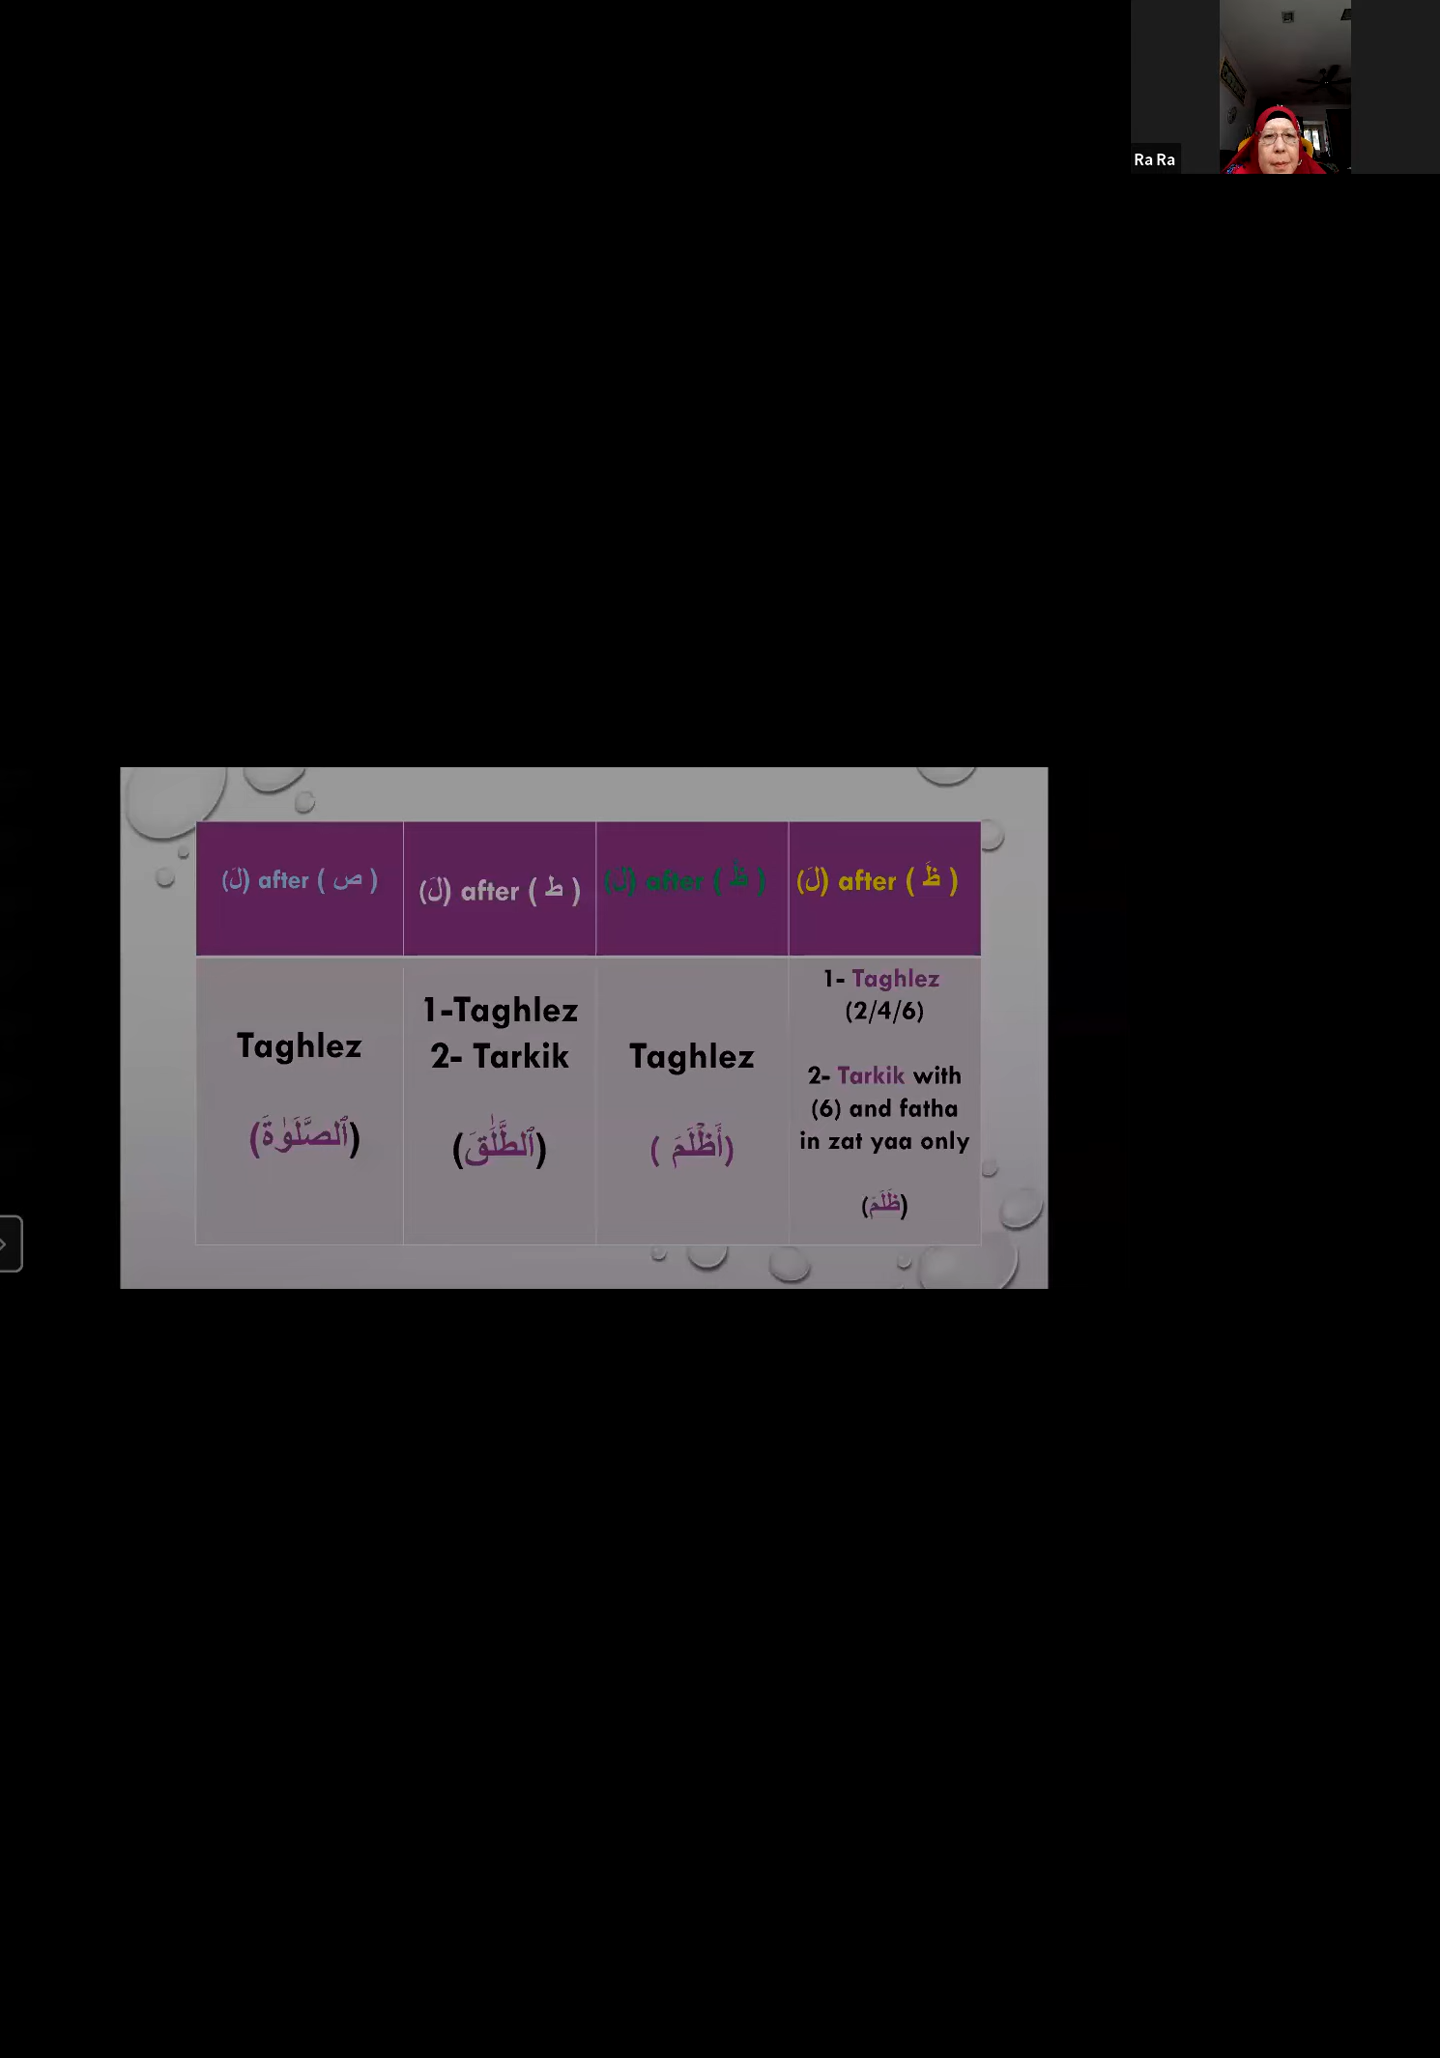 Ra Ra
(لَ) after ( ص )
(لَ) after ( ط )
(لَ) after ( ظْ )
(لَ) after ( ظَ )
Taghlez
(ٱلصَّلَوٰةَ)
1-Taghlez
2- Tarkik
(ٱلطَّلَٰقَ)
Taghlez
(أَظْلَمَ )
1- Taghlez
(2/4/6)
2- Tarkik with
(6) and fatha
in zat yaa only
(ظَلَمَ)